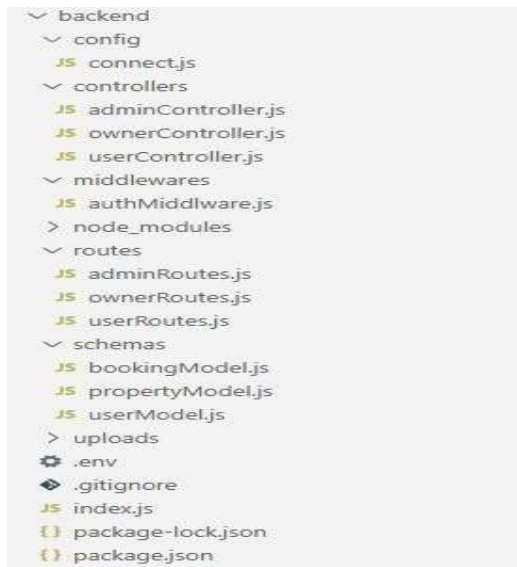 backend
config
JS connect.js
controllers
JS adminController.js
JS ownerController.js
JS userController.js
middlewares
JS authMiddlware.js
node_modules
routes
JS adminRoutes.js
JS ownerRoutes.js
JS userRoutes.js
schemas
JS bookingModel.js
JS propertyModel.js
JS userModel.js
uploads
.env
.gitignore
JS index.js
{} package-lock.json
{} package.json